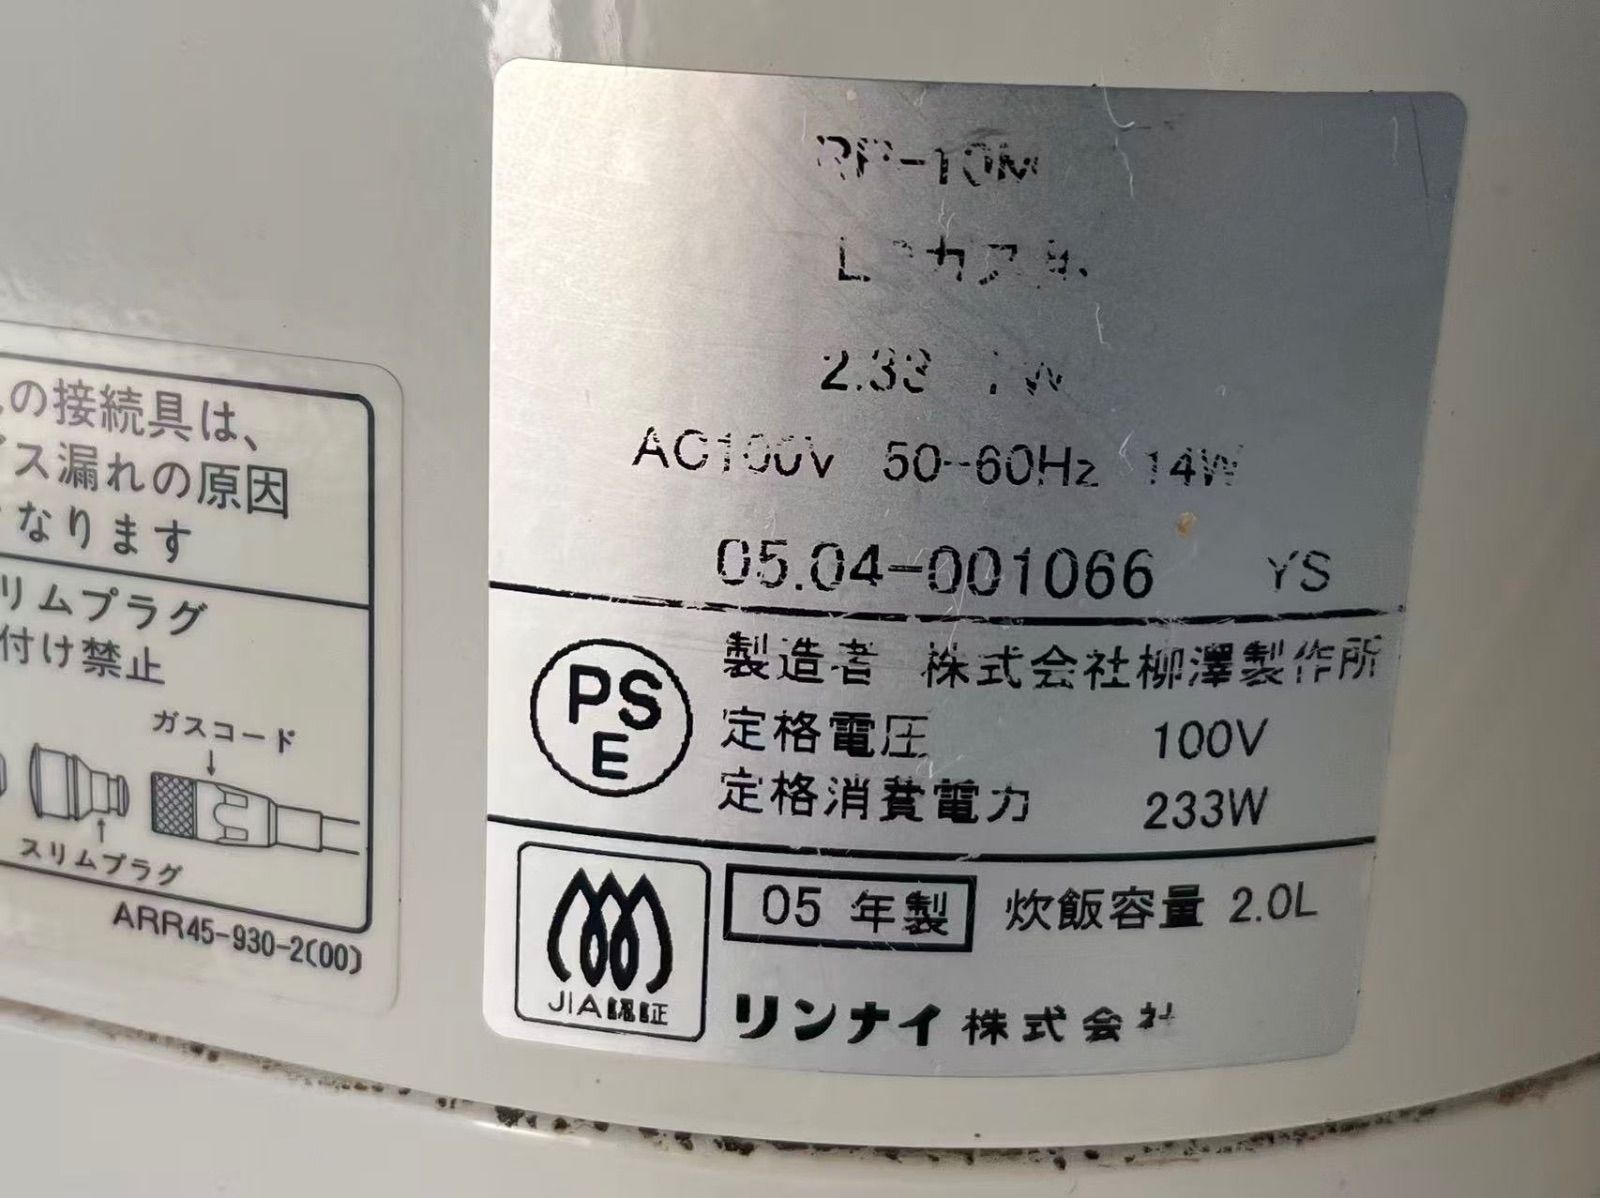 の接続具は、
ガス漏れの原因
なります
リムプラグ
付け禁止
ガスコード
スリムプラグ
ARR45-930-2(00)
-10M
2.33
AC100V 50-60Hz 14W
05.04-001066 YS
PS
E
製造者 株式会社柳澤製作所
定格電圧 100V
定格消費電力 233W
JIA認証
05 年製 炊飯容量 2.0L
リンナイ株式会社